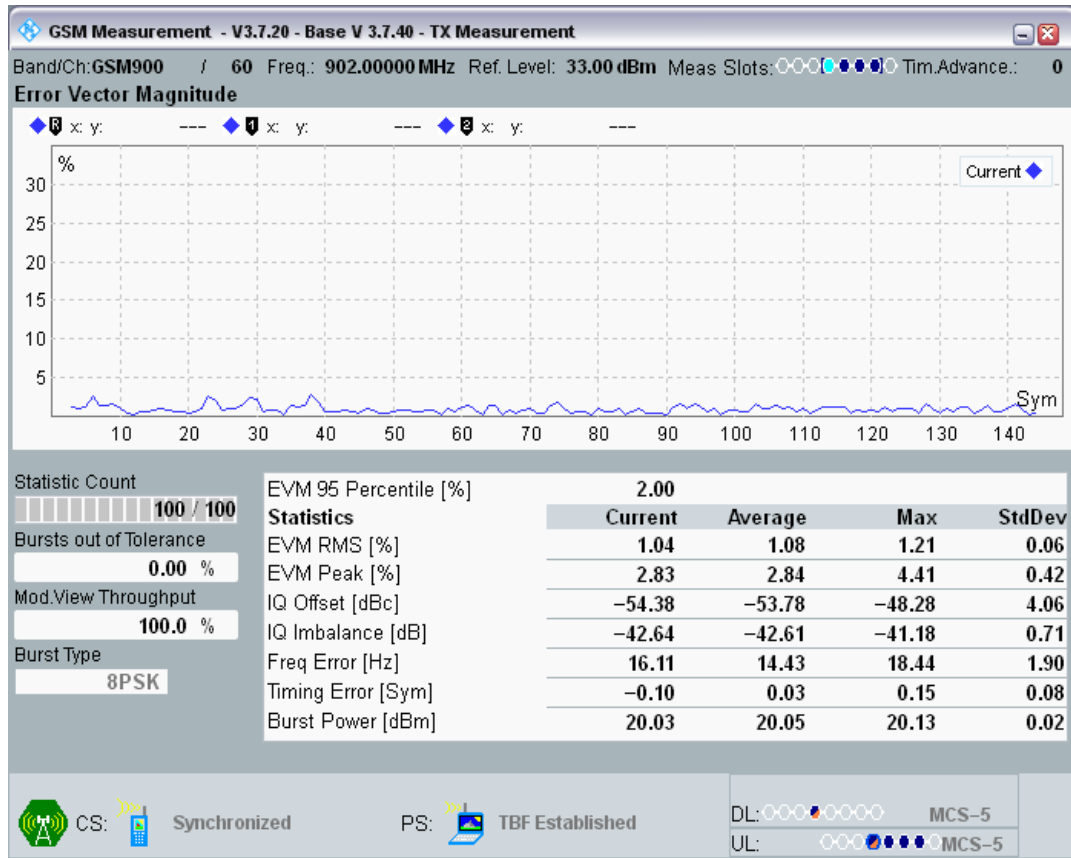 GSM Measurement - V3.7.20 - Base V 3.7.40 - TX Measurement
Band/Ch:GSM900 / 60 Freq.: 902.00000 MHz Ref. Level: 33.00 dBm Meas Slots: Tim.Advance.: 0
Error Vector Magnitude
R x: y: --- 1 x: y: --- 2 x: y: ---
%
Current
30
25
20
15
10
5
Sym
10 20 30 40 50 60 70 80 90 100 110 120 130 140
Statistic Count
100 / 100
Bursts out of Tolerance
0.00 %
Mod.View Throughput
100.0 %
Burst Type
8PSK
EVM 95 Percentile [%] 2.00
Statistics Current Average Max StdDev
EVM RMS [%] 1.04 1.08 1.21 0.06
EVM Peak [%] 2.83 2.84 4.41 0.42
IQ Offset [dBc] −54.38 −53.78 −48.28 4.06
IQ Imbalance [dB] −42.64 −42.61 −41.18 0.71
Freq Error [Hz] 16.11 14.43 18.44 1.90
Timing Error [Sym] −0.10 0.03 0.15 0.08
Burst Power [dBm] 20.03 20.05 20.13 0.02
CS: Synchronized PS: TBF Established
DL: MCS−5
UL: MCS−5